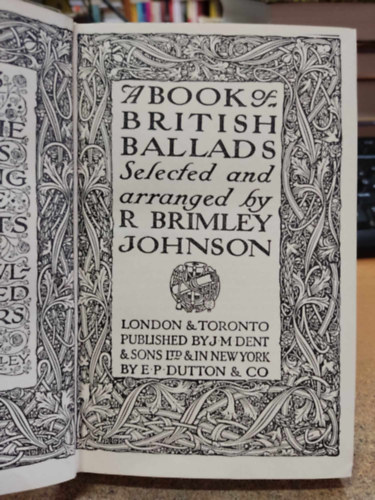 A BOOK of
BRITISH
BALLADS
Selected and
arranged by
R BRIMLEY
JOHNSON
LONDON & TORONTO
PUBLISHED BY J M DENT
& SONS LTD & IN NEW YORK
BY E · P · DUTTON & CO